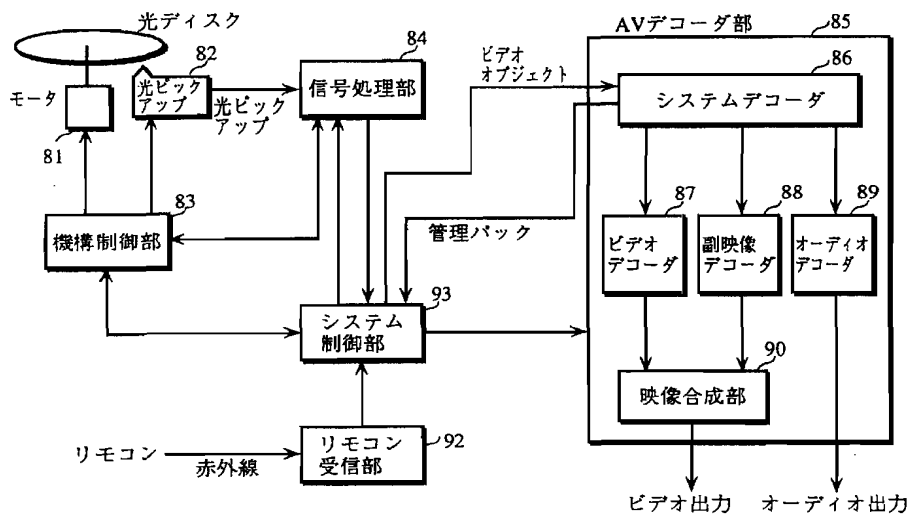 光ディスク
モータ
81
82
光ピック
アップ
光ピック
アップ
84
信号処理部
83
機構制御部
ビデオ
オブジェクト
管理パック
93
システム
制御部
リモコン
赤外線
リモコン
受信部
92
AVデコーダ部
85
86
システムデコーダ
87
ビデオ
デコーダ
88
副映像
デコーダ
89
オーディオ
デコーダ
90
映像合成部
ビデオ出力
オーディオ出力